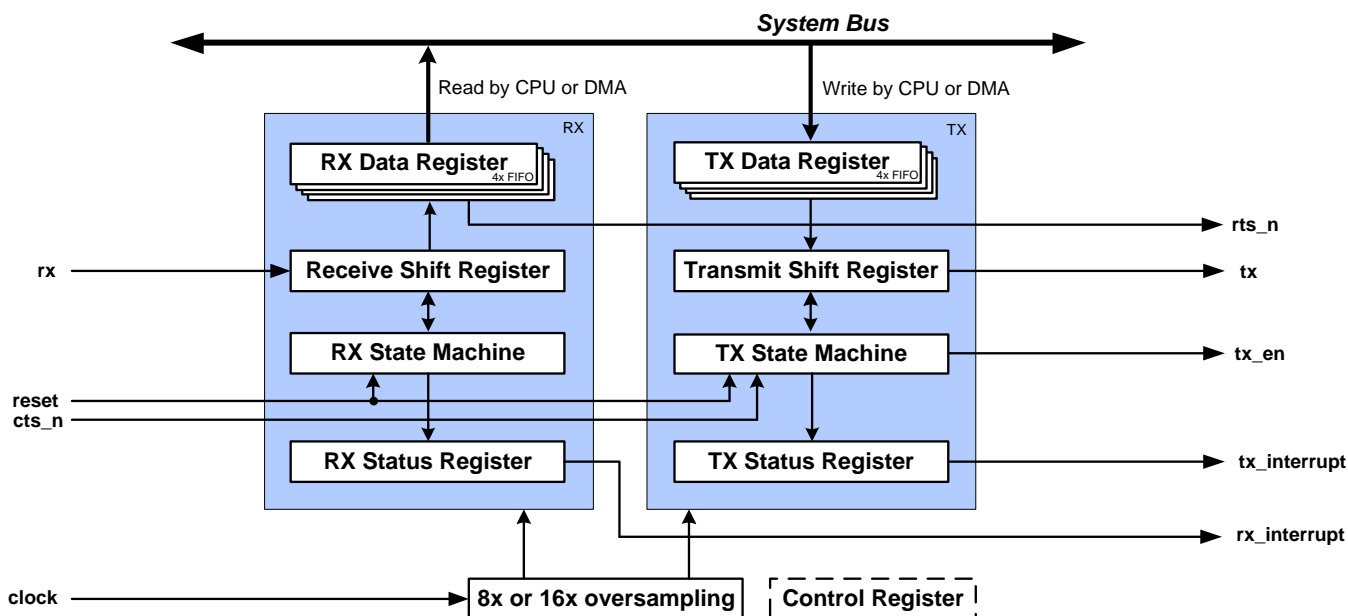 System Bus
Read by CPU or DMA
Write by CPU or DMA
RX
TX
RX Data Register
4x FIFO
TX Data Register
4x FIFO
rts_n
rx
Receive Shift Register
Transmit Shift Register
tx
RX State Machine
TX State Machine
tx_en
reset
cts_n
RX Status Register
TX Status Register
tx_interrupt
rx_interrupt
clock
8x or 16x oversampling
Control Register